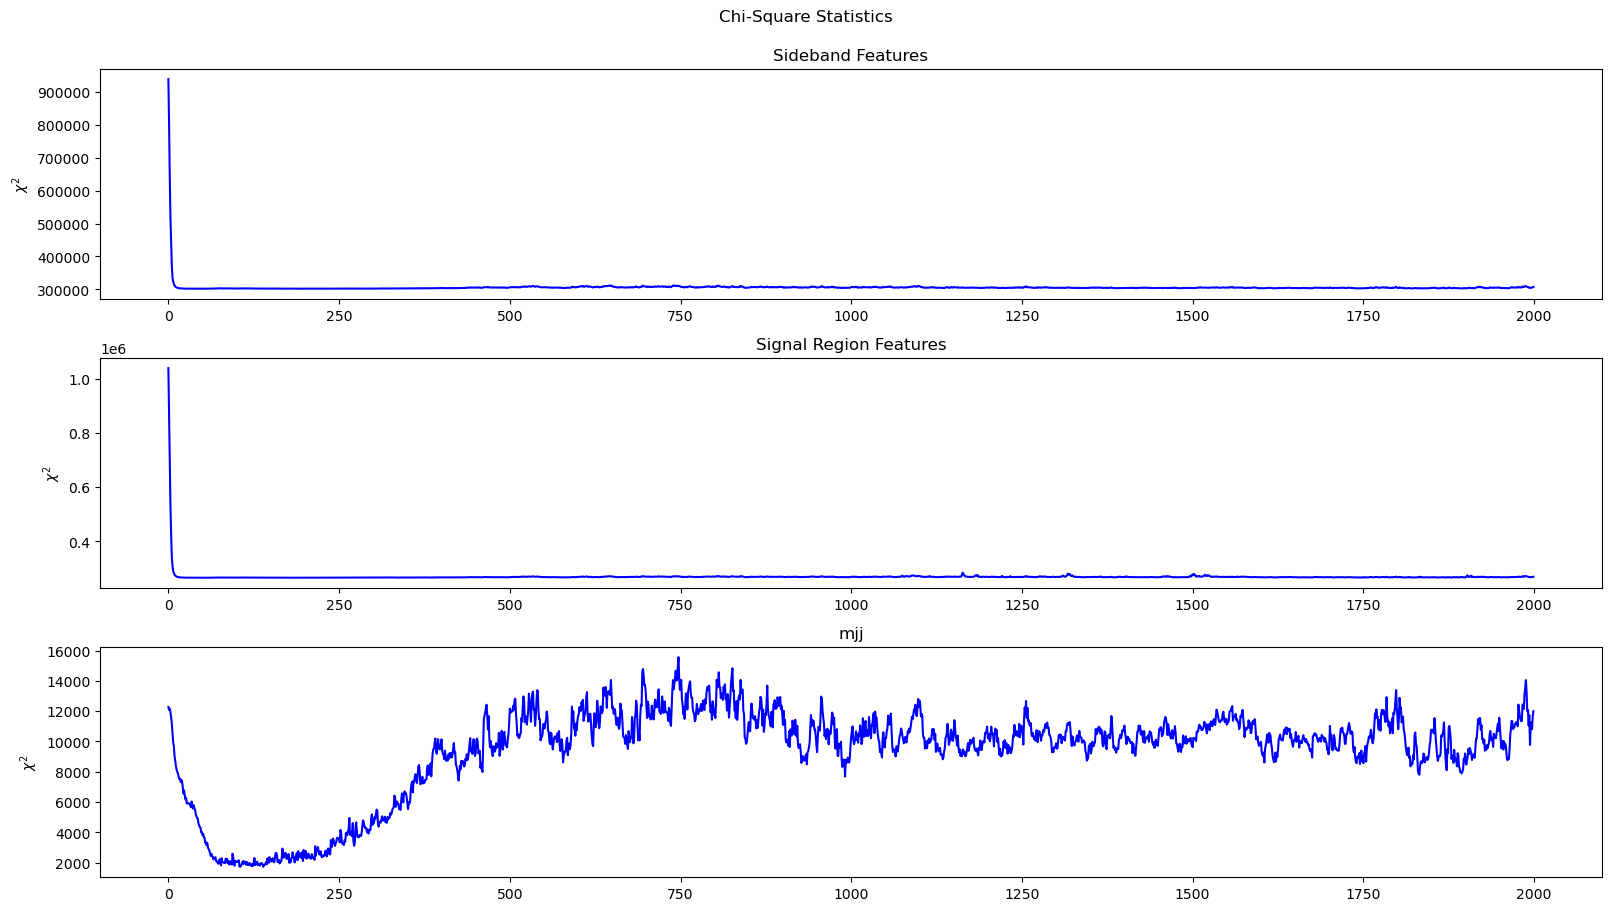 Chi-Square Statistics
Sideband Features
900000
800000
700000
600000
500000
400000
300000
χ²
0 250 500 750 1000 1250 1500 1750 2000
Signal Region Features
1e6
1.0
0.8
0.6
0.4
χ²
0 250 500 750 1000 1250 1500 1750 2000
mjj
16000
14000
12000
10000
8000
6000
4000
2000
χ²
0 250 500 750 1000 1250 1500 1750 2000